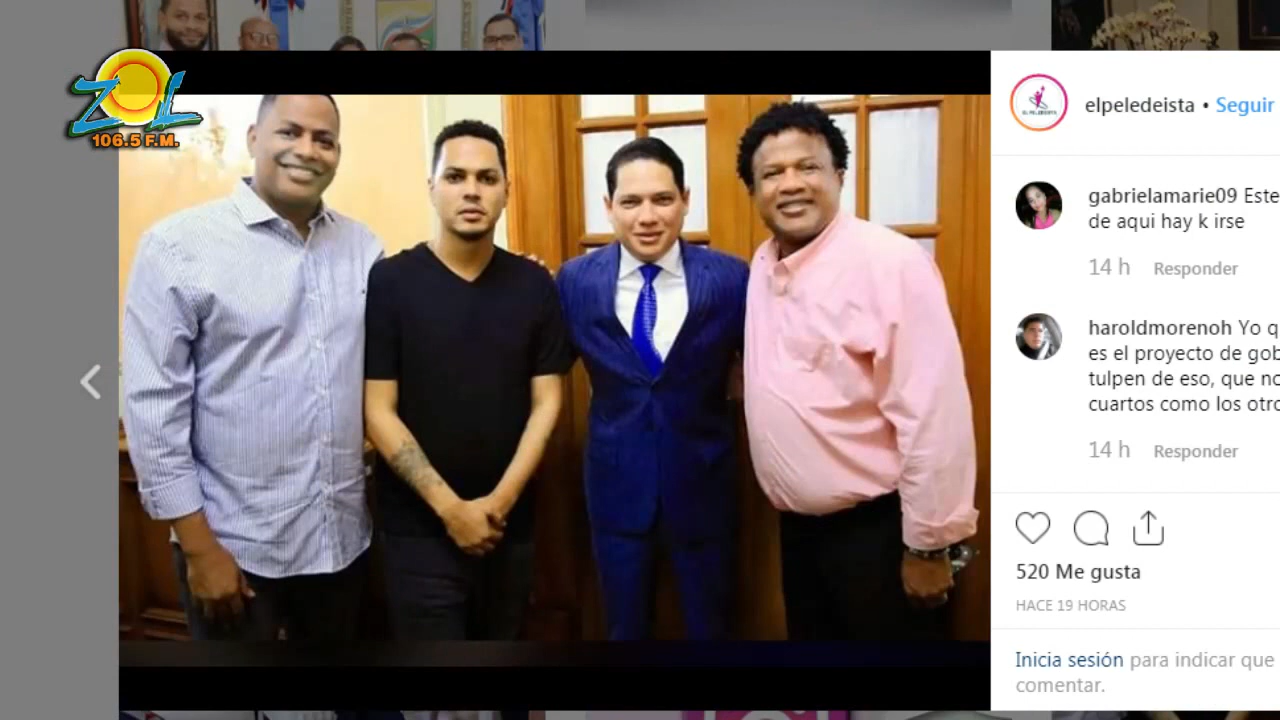 ZOL
106.5 F.M.
elpeledeista • Seguir
gabrielamarie09 Este
de aqui hay k irse
14 h Responder
haroldmorenoh Yo q
es el proyecto de gob
tulpen de eso, que no
cuartos como los otro
14 h Responder
520 Me gusta
HACE 19 HORAS
Inicia sesión para indicar que
comentar.